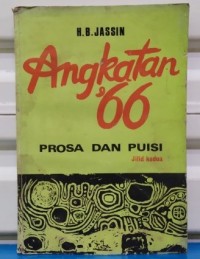 H.B. JASSIN
Angkatan
'66
PROSA DAN PUISI
Jilid kedua